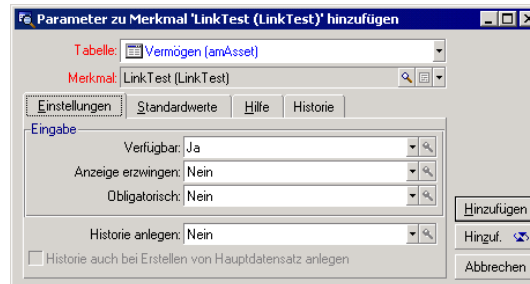 Parameter zu Merkmal 'LinkTest (LinkTest)' hinzufügen
Tabelle: Vermögen (amAsset)
Merkmal: LinkTest (LinkTest)
Einstellungen Standardwerte Hilfe Historie
Eingabe
Verfügbar: Ja
Anzeige erzwingen: Nein
Obligatorisch: Nein
Hinzufügen
Historie anlegen: Nein
Hinzuf.
Historie auch bei Erstellen von Hauptdatensatz anlegen
Abbrechen